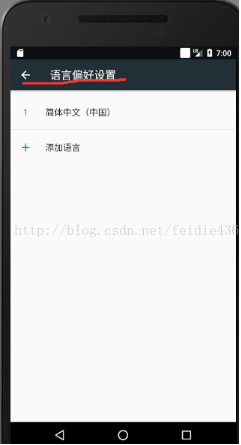 7:00
语言偏好设置
1 简体中文（中国）
+ 添加语言
http://blog.csdn.net/feidie436